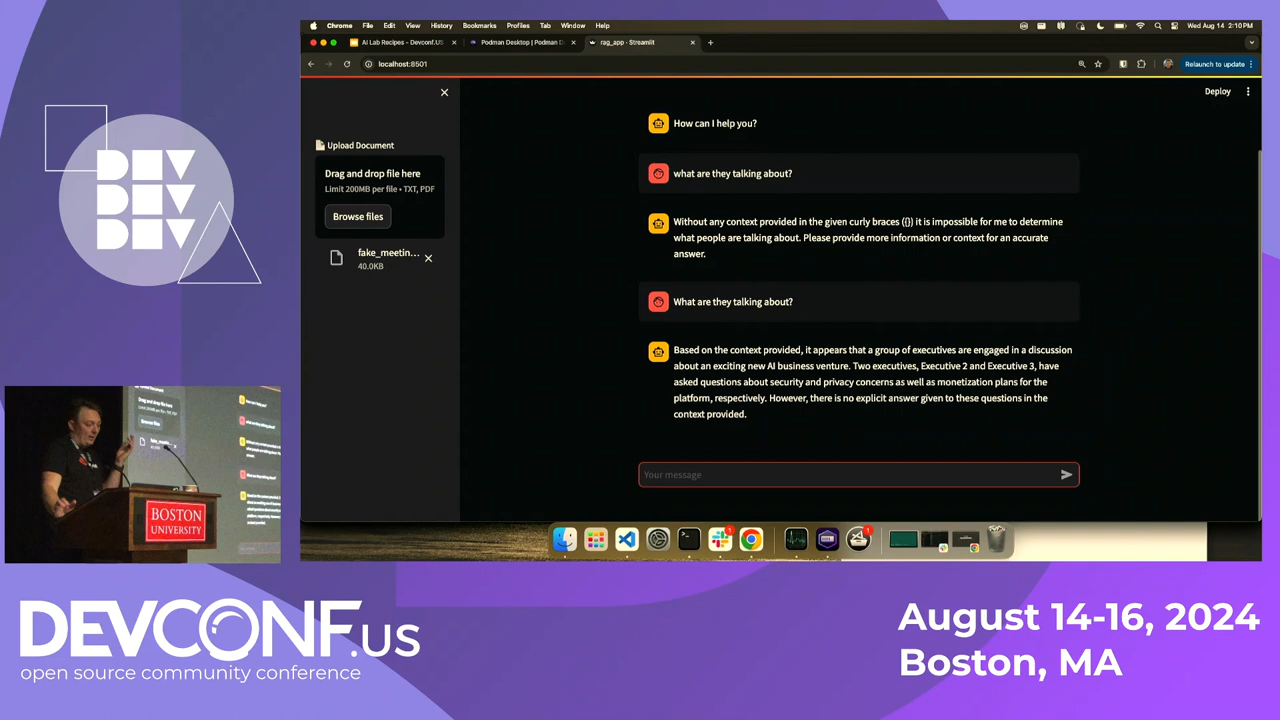 Chrome File Edit View History Bookmarks Profiles Tab Window Help
Wed Aug 14 2:10PM
AI Lab Recipes - Devconf.US
Podman Desktop | Podman D
rag_app · Streamlit
localhost:8501
Relaunch to update
Deploy
Upload Document
Drag and drop file here
Limit 200MB per file • TXT, PDF
Browse files
fake_meetin...
40.0KB
How can I help you?
what are they talking about?
Without any context provided in the given curly braces ({}) it is impossible for me to determine
what people are talking about. Please provide more information or context for an accurate
answer.
What are they talking about?
Based on the context provided, it appears that a group of executives are engaged in a discussion
about an exciting new AI business venture. Two executives, Executive 2 and Executive 3, have
asked questions about security and privacy concerns as well as monetization plans for the
platform, respectively. However, there is no explicit answer given to these questions in the
context provided.
Your message
DEV
DEV
DEV
BOSTON
UNIVERSITY
DEVCONF.US
open source community conference
August 14-16, 2024
Boston, MA